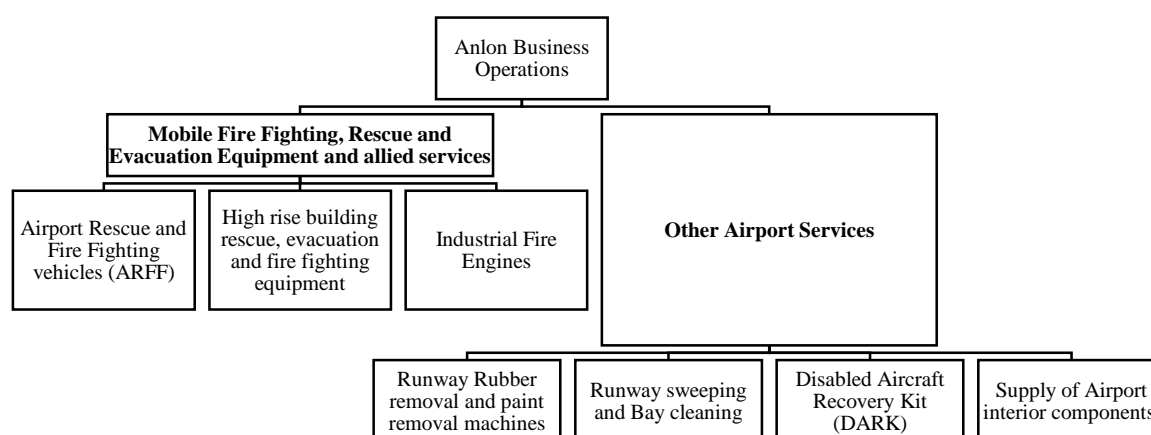 Anlon Business
Operations
Mobile Fire Fighting, Rescue and
Evacuation Equipment and allied services
Other Airport Services
Airport Rescue and
Fire Fighting
vehicles (ARFF)
High rise building
rescue, evacuation
and fire fighting
equipment
Industrial Fire
Engines
Runway Rubber
removal and paint
removal machines
Runway sweeping
and Bay cleaning
Disabled Aircraft
Recovery Kit
(DARK)
Supply of Airport
interior components